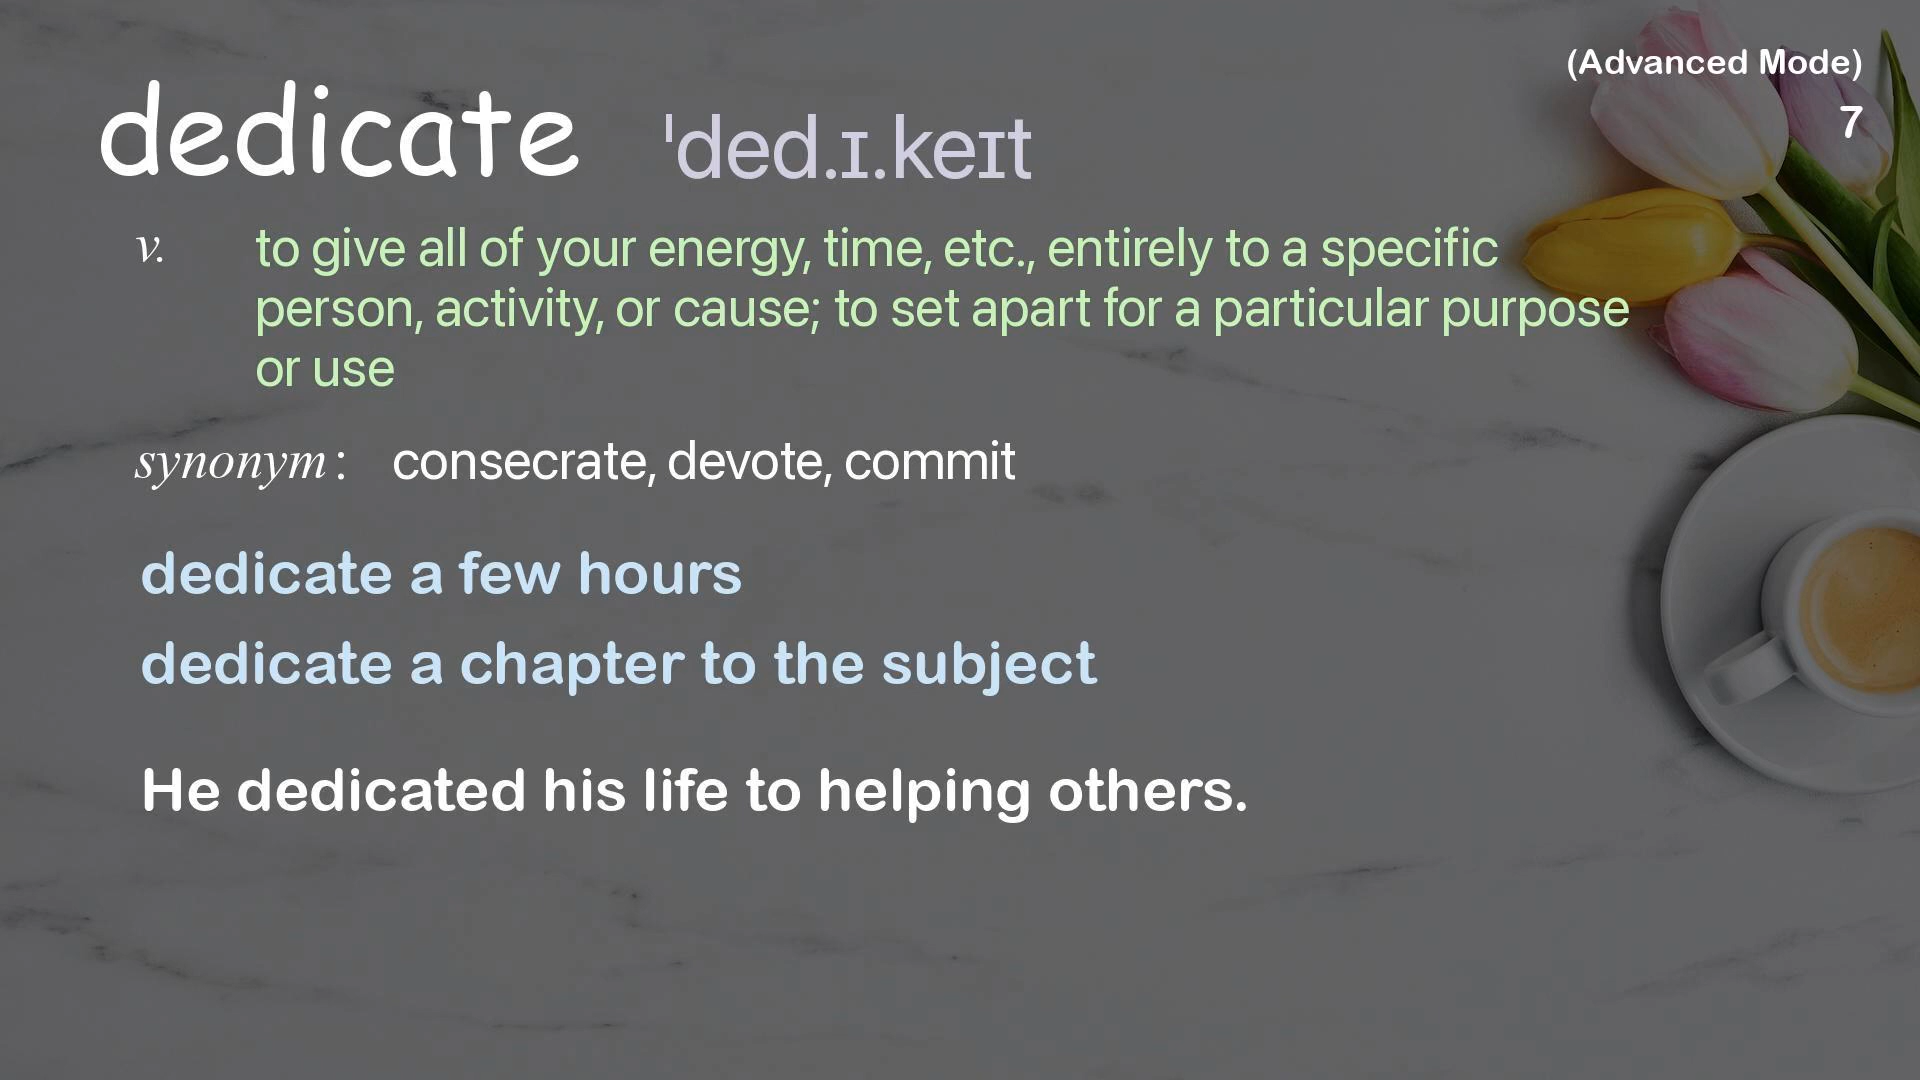 (Advanced Mode)
7
dedicate ˈded.ɪ.keɪt
v. to give all of your energy, time, etc., entirely to a specific
person, activity, or cause; to set apart for a particular purpose
or use
synonym : consecrate, devote, commit
dedicate a few hours
dedicate a chapter to the subject
He dedicated his life to helping others.